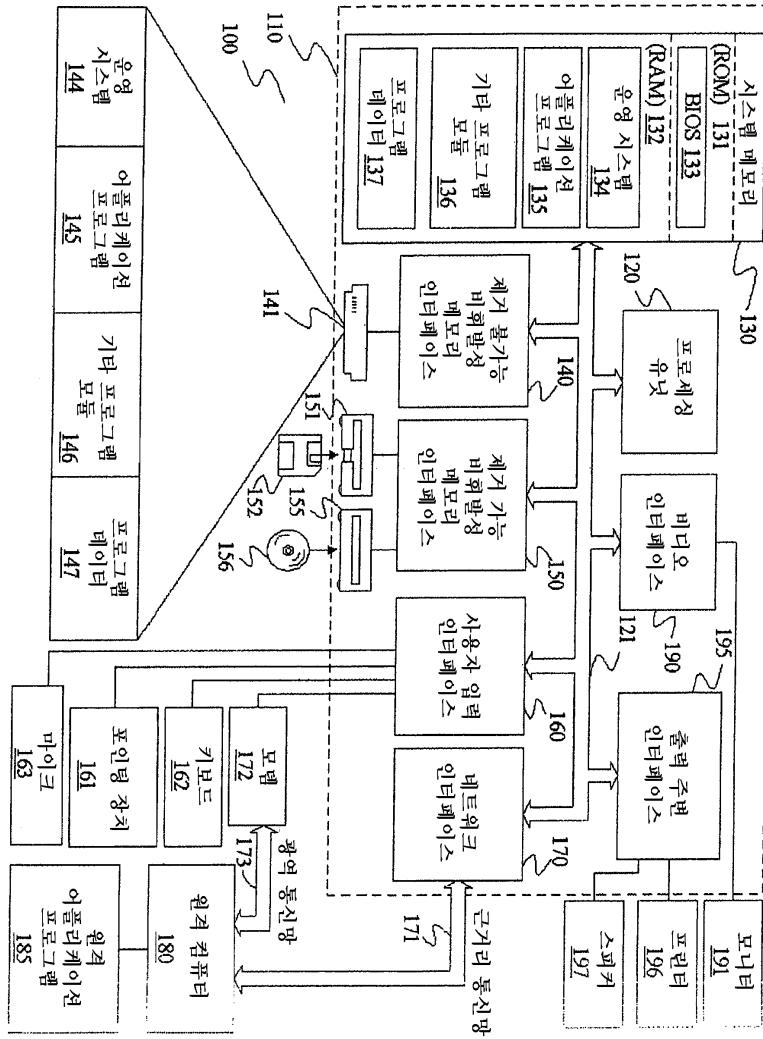 시스템 메모리
(ROM) 131
BIOS 133
(RAM) 132
운영 시스템
134
어플리케이션
프로그램
135
기타 프로그램
모듈
136
프로그램
데이터 137
130
120
프로세싱
유닛
비디오
인터페이스
190
121
195
출력 주변
인터페이스
모니터
191
프린터
196
스피커
197
110
100
제거 불가능
비휘발성
메모리
인터페이스
140
제거 가능
비휘발성
메모리
인터페이스
150
사용자 입력
인터페이스
160
네트워크
인터페이스
170
근거리 통신망
171
141
151
152
155
156
운영
시스템
144
어플리케이션
프로그램
145
기타 프로그램
모듈
146
프로그램
데이터
147
모뎀
172
키보드
162
포인팅 장치
161
마이크
163
광역 통신망
173
원격 컴퓨터
180
원격
어플리케이션
프로그램
185